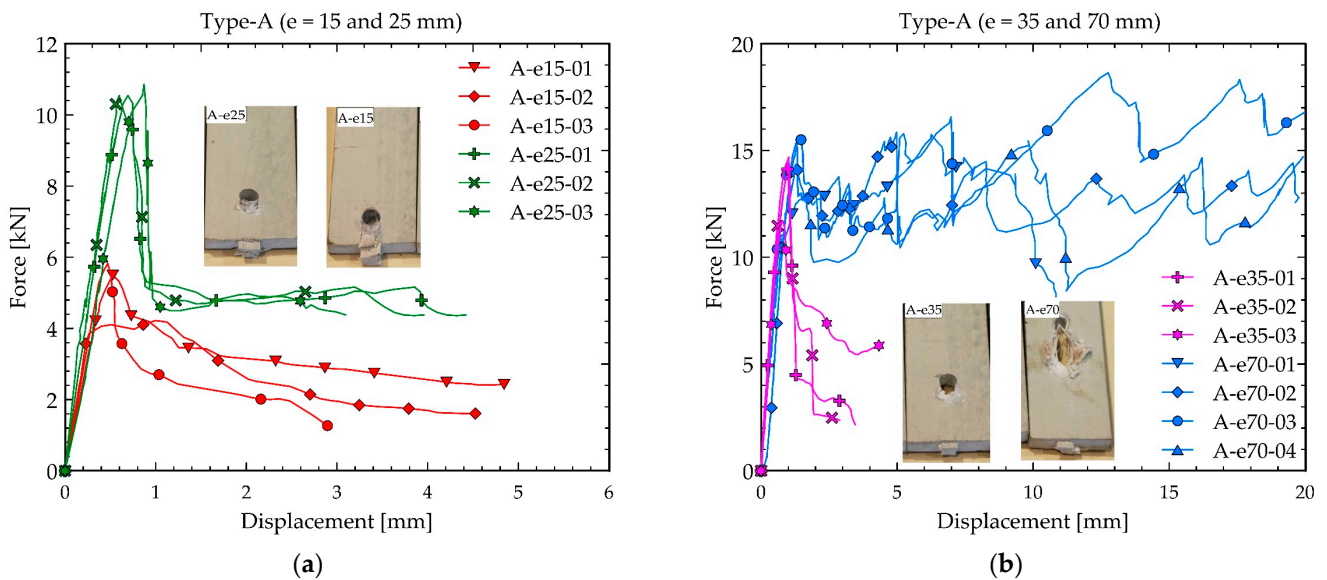 Type-A (e = 15 and 25 mm)
12
10
8
6
4
2
0
Force [kN]
A-e15-01
A-e15-02
A-e15-03
A-e25-01
A-e25-02
A-e25-03
A-e25
A-e15
0 1 2 3 4 5 6
Displacement [mm]
(a)
Type-A (e = 35 and 70 mm)
20
15
10
5
0
Force [kN]
A-e35-01
A-e35-02
A-e35-03
A-e70-01
A-e70-02
A-e70-03
A-e70-04
A-e35
A-e70
0 5 10 15 20
Displacement [mm]
(b)